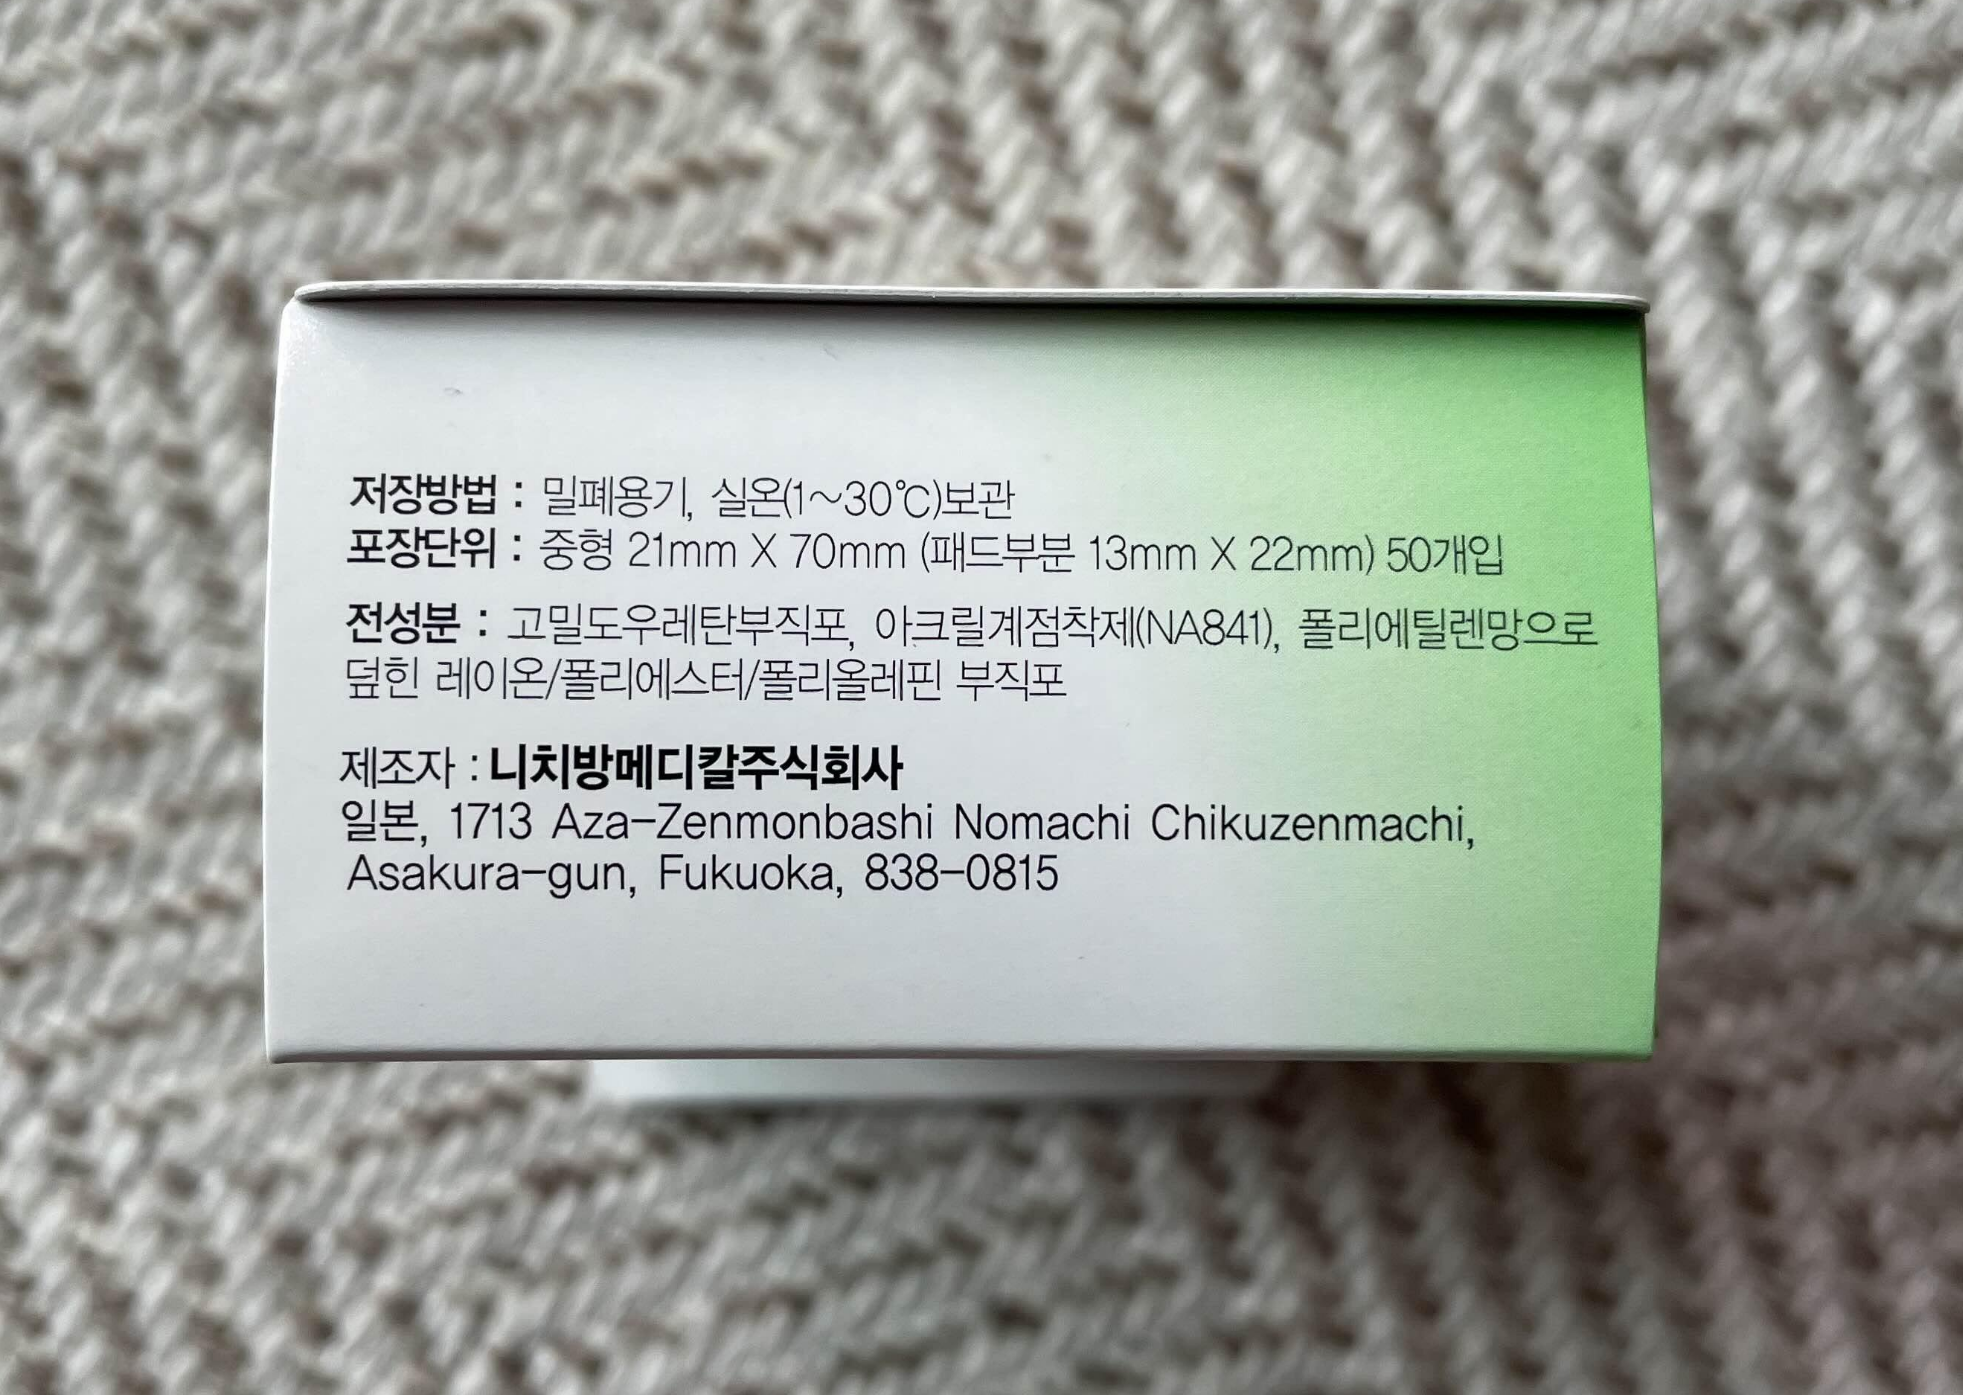 저장방법 : 밀폐용기, 실온(1~30℃)보관
포장단위 : 중형 21mm X 70mm (패드부분 13mm X 22mm) 50개입
전성분 : 고밀도우레탄부직포, 아크릴계점착제(NA841), 폴리에틸렌망으로
덮힌 레이온/폴리에스터/폴리올레핀 부직포
제조자 : 니치방메디칼주식회사
일본, 1713 Aza-Zenmonbashi Nomachi Chikuzenmachi,
Asakura-gun, Fukuoka, 838-0815